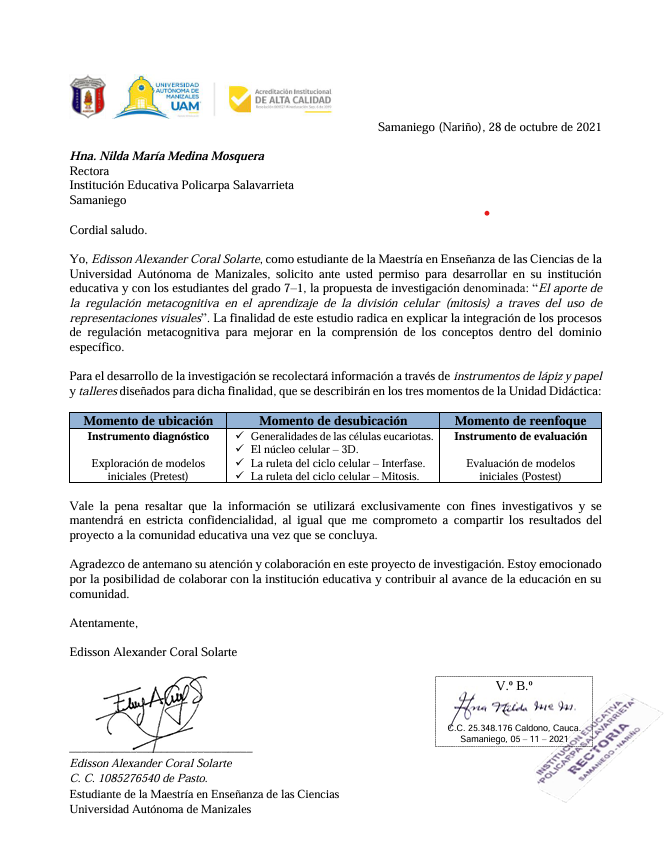 UNIVERSIDAD
AUTÓNOMA DE
MANIZALES
UAM
Acreditación Institucional
DE ALTA CALIDAD
Samaniego (Nariño), 28 de octubre de 2021
Hna. Nilda María Medina Mosquera
Rectora
Institución Educativa Policarpa Salavarrieta
Samaniego
Cordial saludo.
Yo, Edisson Alexander Coral Solarte, como estudiante de la Maestría en Enseñanza de las Ciencias de la
Universidad Autónoma de Manizales, solicito ante usted permiso para desarrollar en su institución
educativa y con los estudiantes del grado 7–1, la propuesta de investigación denominada: “El aporte de
la regulación metacognitiva en el aprendizaje de la división celular (mitosis) a traves del uso de
representaciones visuales”. La finalidad de este estudio radica en explicar la integración de los procesos
de regulación metacognitiva para mejorar en la comprensión de los conceptos dentro del dominio
específico.
Para el desarrollo de la investigación se recolectará información a través de instrumentos de lápiz y papel
y talleres diseñados para dicha finalidad, que se describirán en los tres momentos de la Unidad Didáctica:
Momento de ubicación
Momento de desubicación
Momento de reenfoque
Instrumento diagnóstico
Exploración de modelos
iniciales (Pretest)
✓ Generalidades de las células eucariotas.
✓ El núcleo celular – 3D.
✓ La ruleta del ciclo celular – Interfase.
✓ La ruleta del ciclo celular – Mitosis.
Instrumento de evaluación
Evaluación de modelos
iniciales (Postest)
Vale la pena resaltar que la información se utilizará exclusivamente con fines investigativos y se
mantendrá en estricta confidencialidad, al igual que me comprometo a compartir los resultados del
proyecto a la comunidad educativa una vez que se concluya.
Agradezco de antemano su atención y colaboración en este proyecto de investigación. Estoy emocionado
por la posibilidad de colaborar con la institución educativa y contribuir al avance de la educación en su
comunidad.
Atentamente,
Edisson Alexander Coral Solarte
Edisson Alexander Coral Solarte
C. C. 1085276540 de Pasto.
Estudiante de la Maestría en Enseñanza de las Ciencias
Universidad Autónoma de Manizales
V.º B.º
Hna Nilda Me M.
C.C. 25.348.176 Caldono, Cauca.
Samaniego, 05 – 11 – 2021
INSTITUCIÓN EDUCATIVA
"POLICARPA SALAVARRIETA"
RECTORIA
SAMANIEGO - NARIÑO